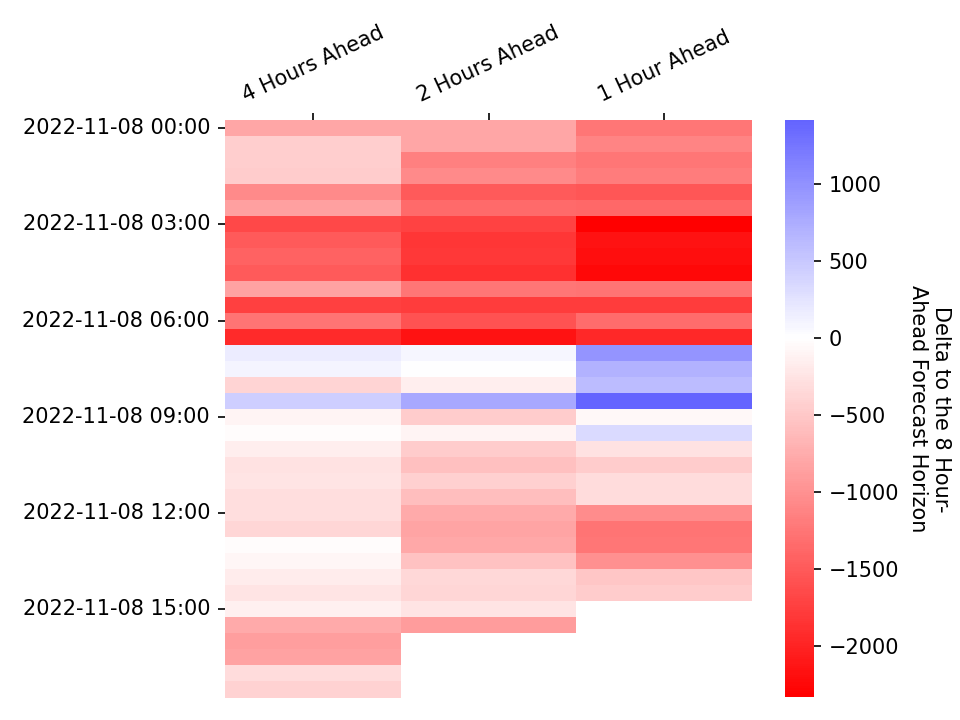 4 Hours Ahead
2 Hours Ahead
1 Hour Ahead
2022-11-08 00:00
2022-11-08 03:00
2022-11-08 06:00
2022-11-08 09:00
2022-11-08 12:00
2022-11-08 15:00
1000
500
0
−500
−1000
−1500
−2000
Delta to the 8 Hour-
Ahead Forecast Horizon